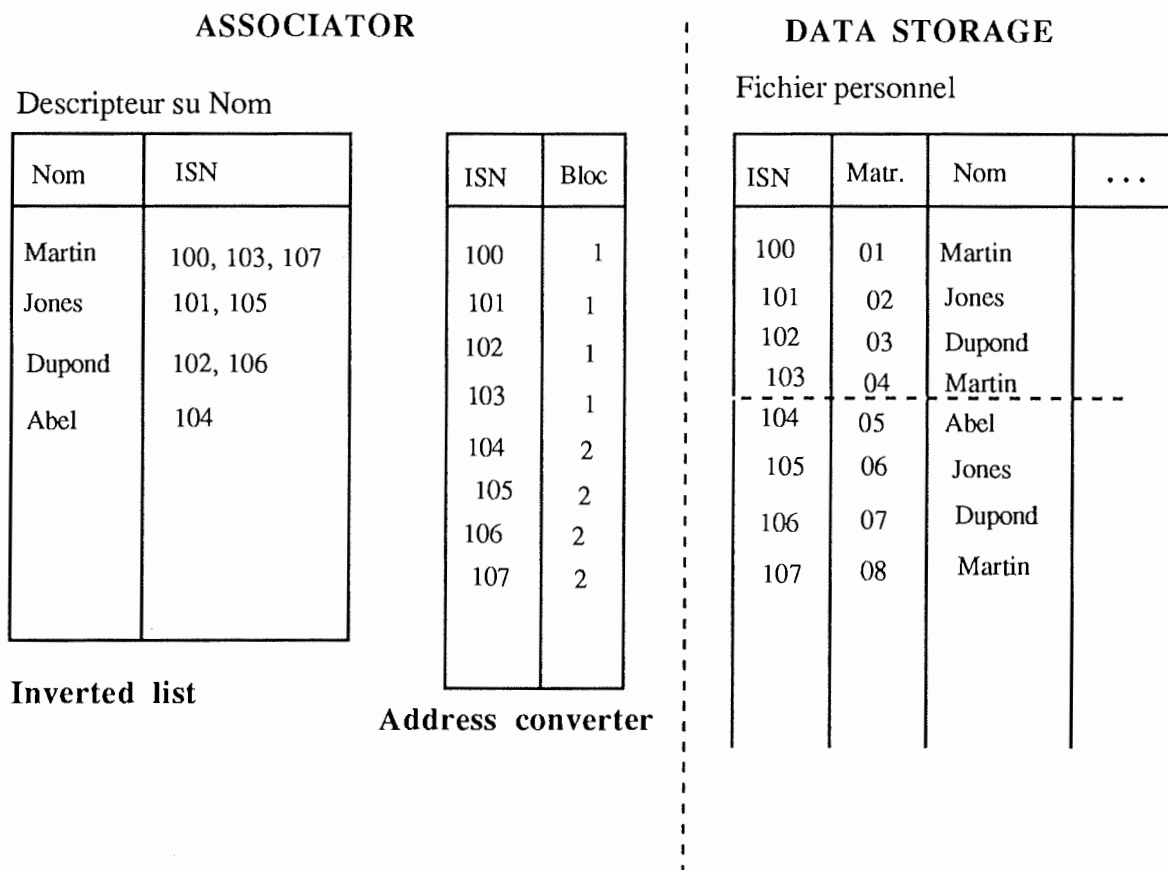 ASSOCIATOR
DATA STORAGE
Descripteur su Nom
Fichier personnel
Nom ISN
Martin 100, 103, 107
Jones 101, 105
Dupond 102, 106
Abel 104
Inverted list
ISN Bloc
100 1
101 1
102 1
103 1
104 2
105 2
106 2
107 2
Address converter
ISN Matr. Nom ...
100 01 Martin
101 02 Jones
102 03 Dupond
103 04 Martin
104 05 Abel
105 06 Jones
106 07 Dupond
107 08 Martin